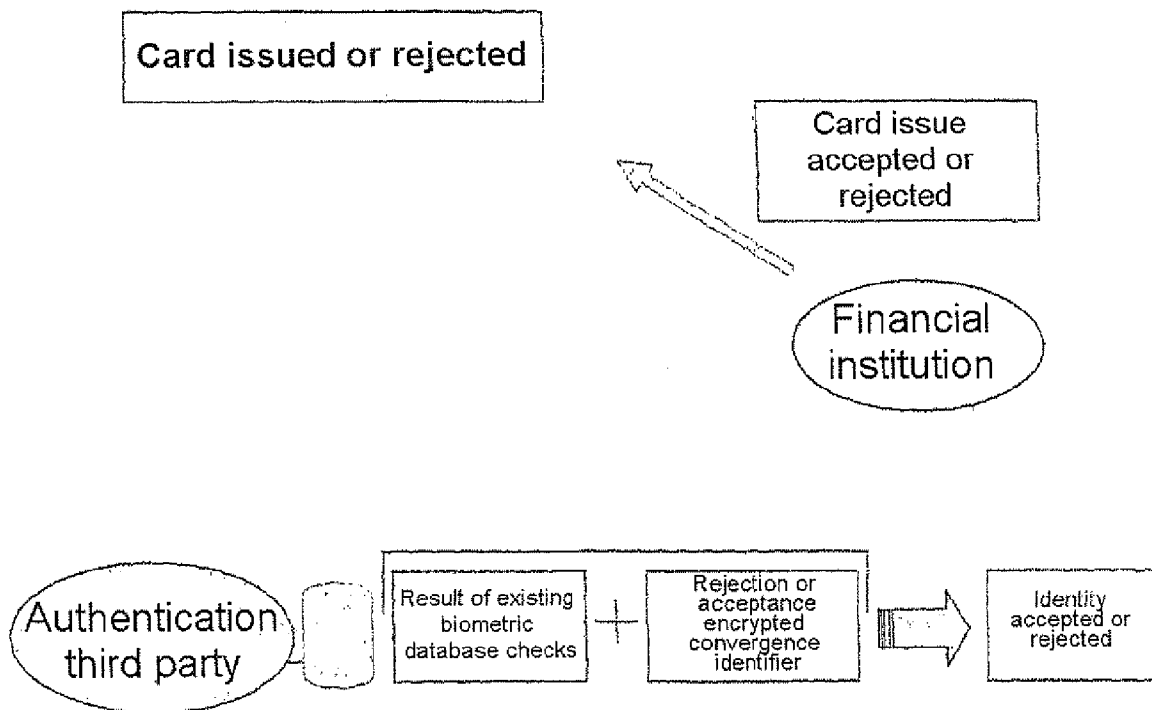 Card issued or rejected
Card issue
accepted or
rejected
Financial
institution
Authentication
third party
Result of existing
biometric
database checks
Rejection or
acceptance
encrypted
convergence
identifier
Identity
accepted or
rejected